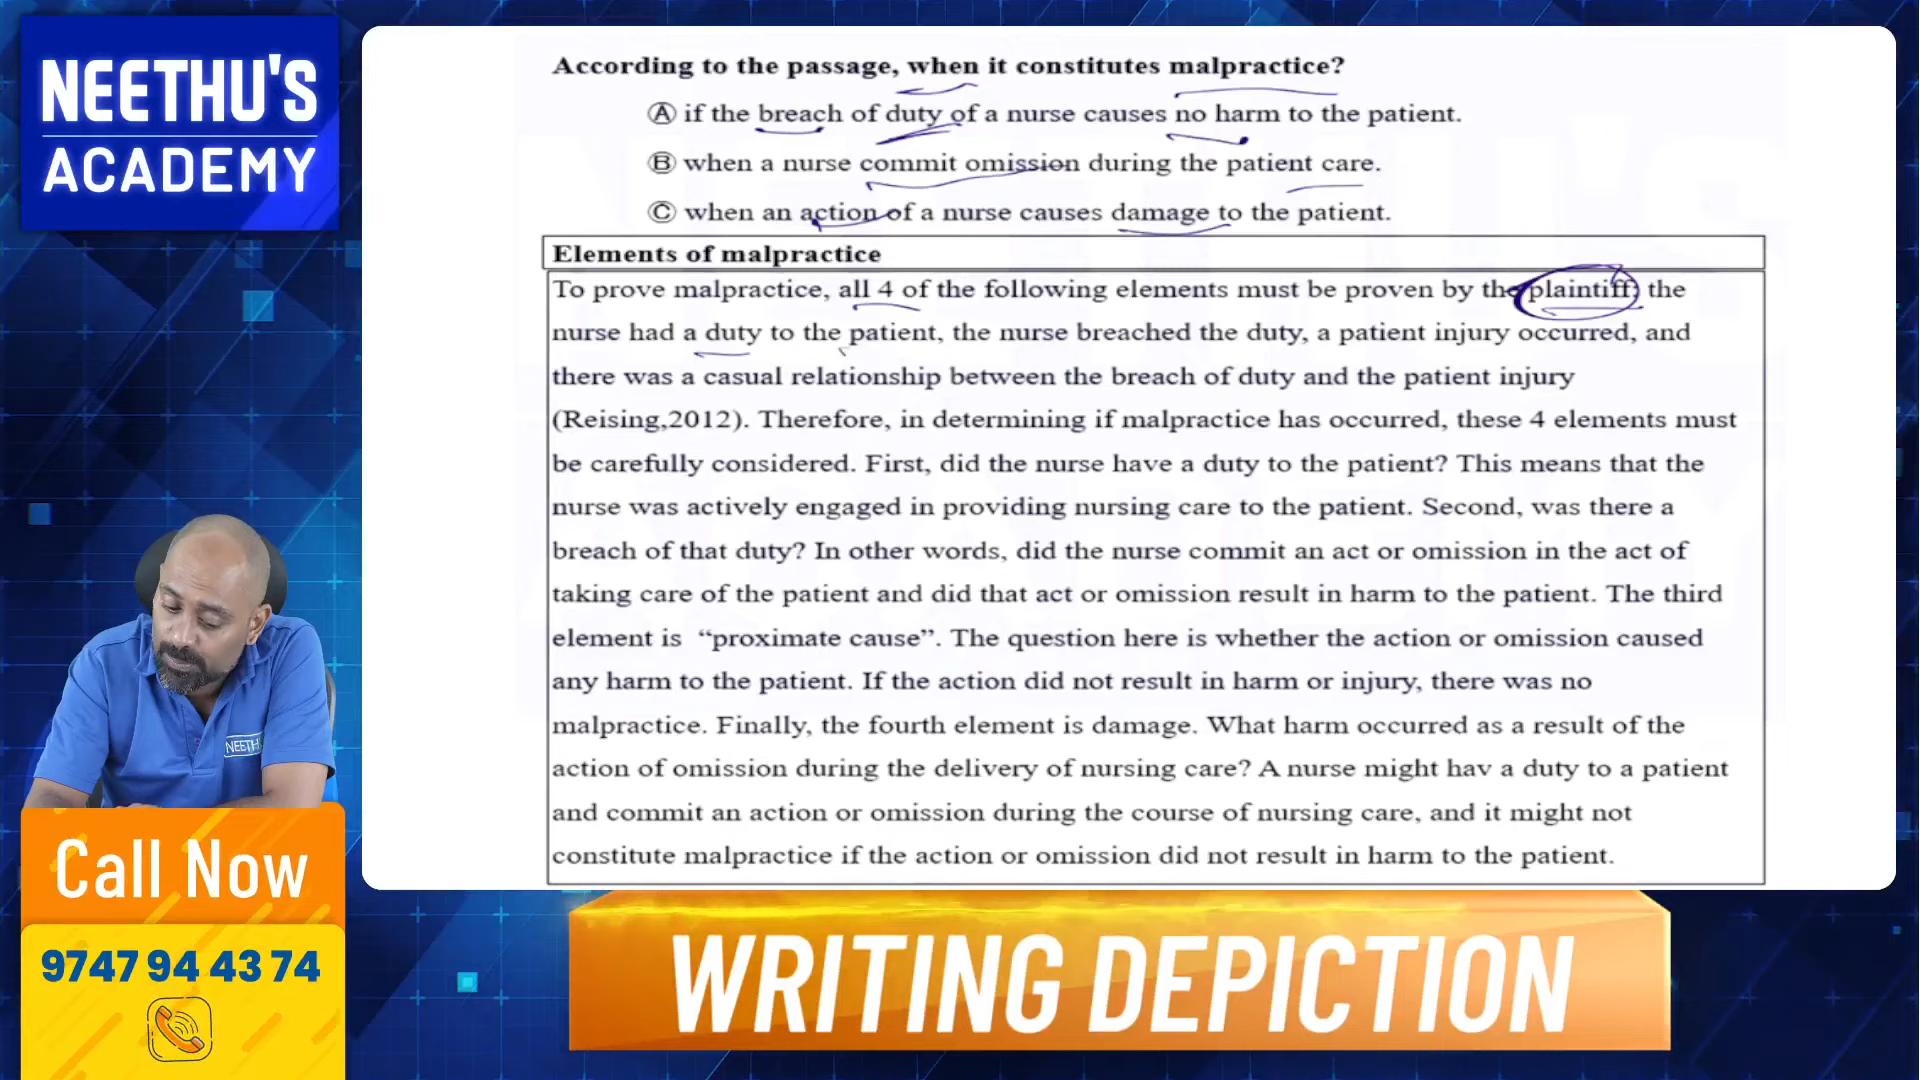 NEETHU'S
ACADEMY
According to the passage, when it constitutes malpractice?
Ⓐ if the breach of duty of a nurse causes no harm to the patient.
Ⓑ when a nurse commit omission during the patient care.
Ⓒ when an action of a nurse causes damage to the patient.
Elements of malpractice
To prove malpractice, all 4 of the following elements must be proven by the plaintiff: the
nurse had a duty to the patient, the nurse breached the duty, a patient injury occurred, and
there was a casual relationship between the breach of duty and the patient injury
(Reising,2012). Therefore, in determining if malpractice has occurred, these 4 elements must
be carefully considered. First, did the nurse have a duty to the patient? This means that the
nurse was actively engaged in providing nursing care to the patient. Second, was there a
breach of that duty? In other words, did the nurse commit an act or omission in the act of
taking care of the patient and did that act or omission result in harm to the patient. The third
element is “proximate cause”. The question here is whether the action or omission caused
any harm to the patient. If the action did not result in harm or injury, there was no
malpractice. Finally, the fourth element is damage. What harm occurred as a result of the
action of omission during the delivery of nursing care? A nurse might hav a duty to a patient
and commit an action or omission during the course of nursing care, and it might not
constitute malpractice if the action or omission did not result in harm to the patient.
NEETHU'S
Call Now
9747 94 43 74
WRITING DEPICTION